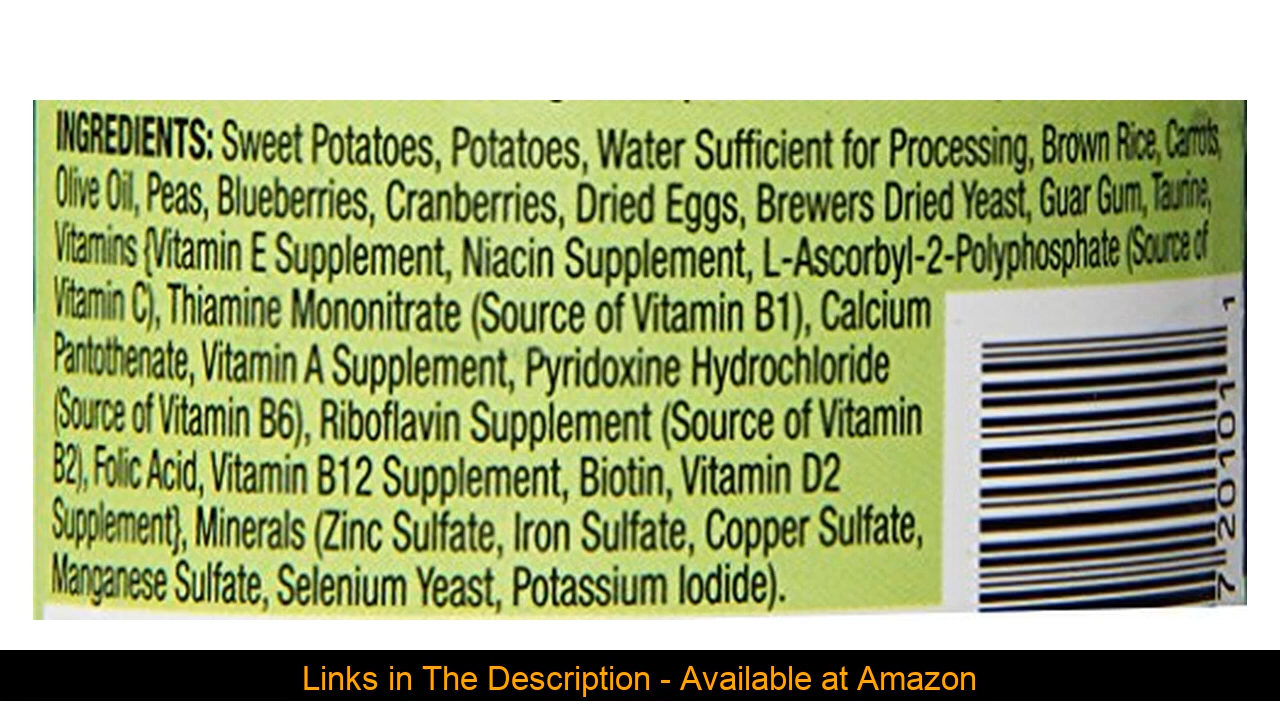 INGREDIENTS: Sweet Potatoes, Potatoes, Water Sufficient for Processing, Brown Rice, Carrots,
Olive Oil, Peas, Blueberries, Cranberries, Dried Eggs, Brewers Dried Yeast, Guar Gum, Taurine,
Vitamins {Vitamin E Supplement, Niacin Supplement, L-Ascorbyl-2-Polyphosphate (Source of
Vitamin C), Thiamine Mononitrate (Source of Vitamin B1), Calcium
Pantothenate, Vitamin A Supplement, Pyridoxine Hydrochloride
(Source of Vitamin B6), Riboflavin Supplement (Source of Vitamin
B2), Folic Acid, Vitamin B12 Supplement, Biotin, Vitamin D2
Supplement}, Minerals (Zinc Sulfate, Iron Sulfate, Copper Sulfate,
Manganese Sulfate, Selenium Yeast, Potassium Iodide).
7 20101 1
Links in The Description - Available at Amazon